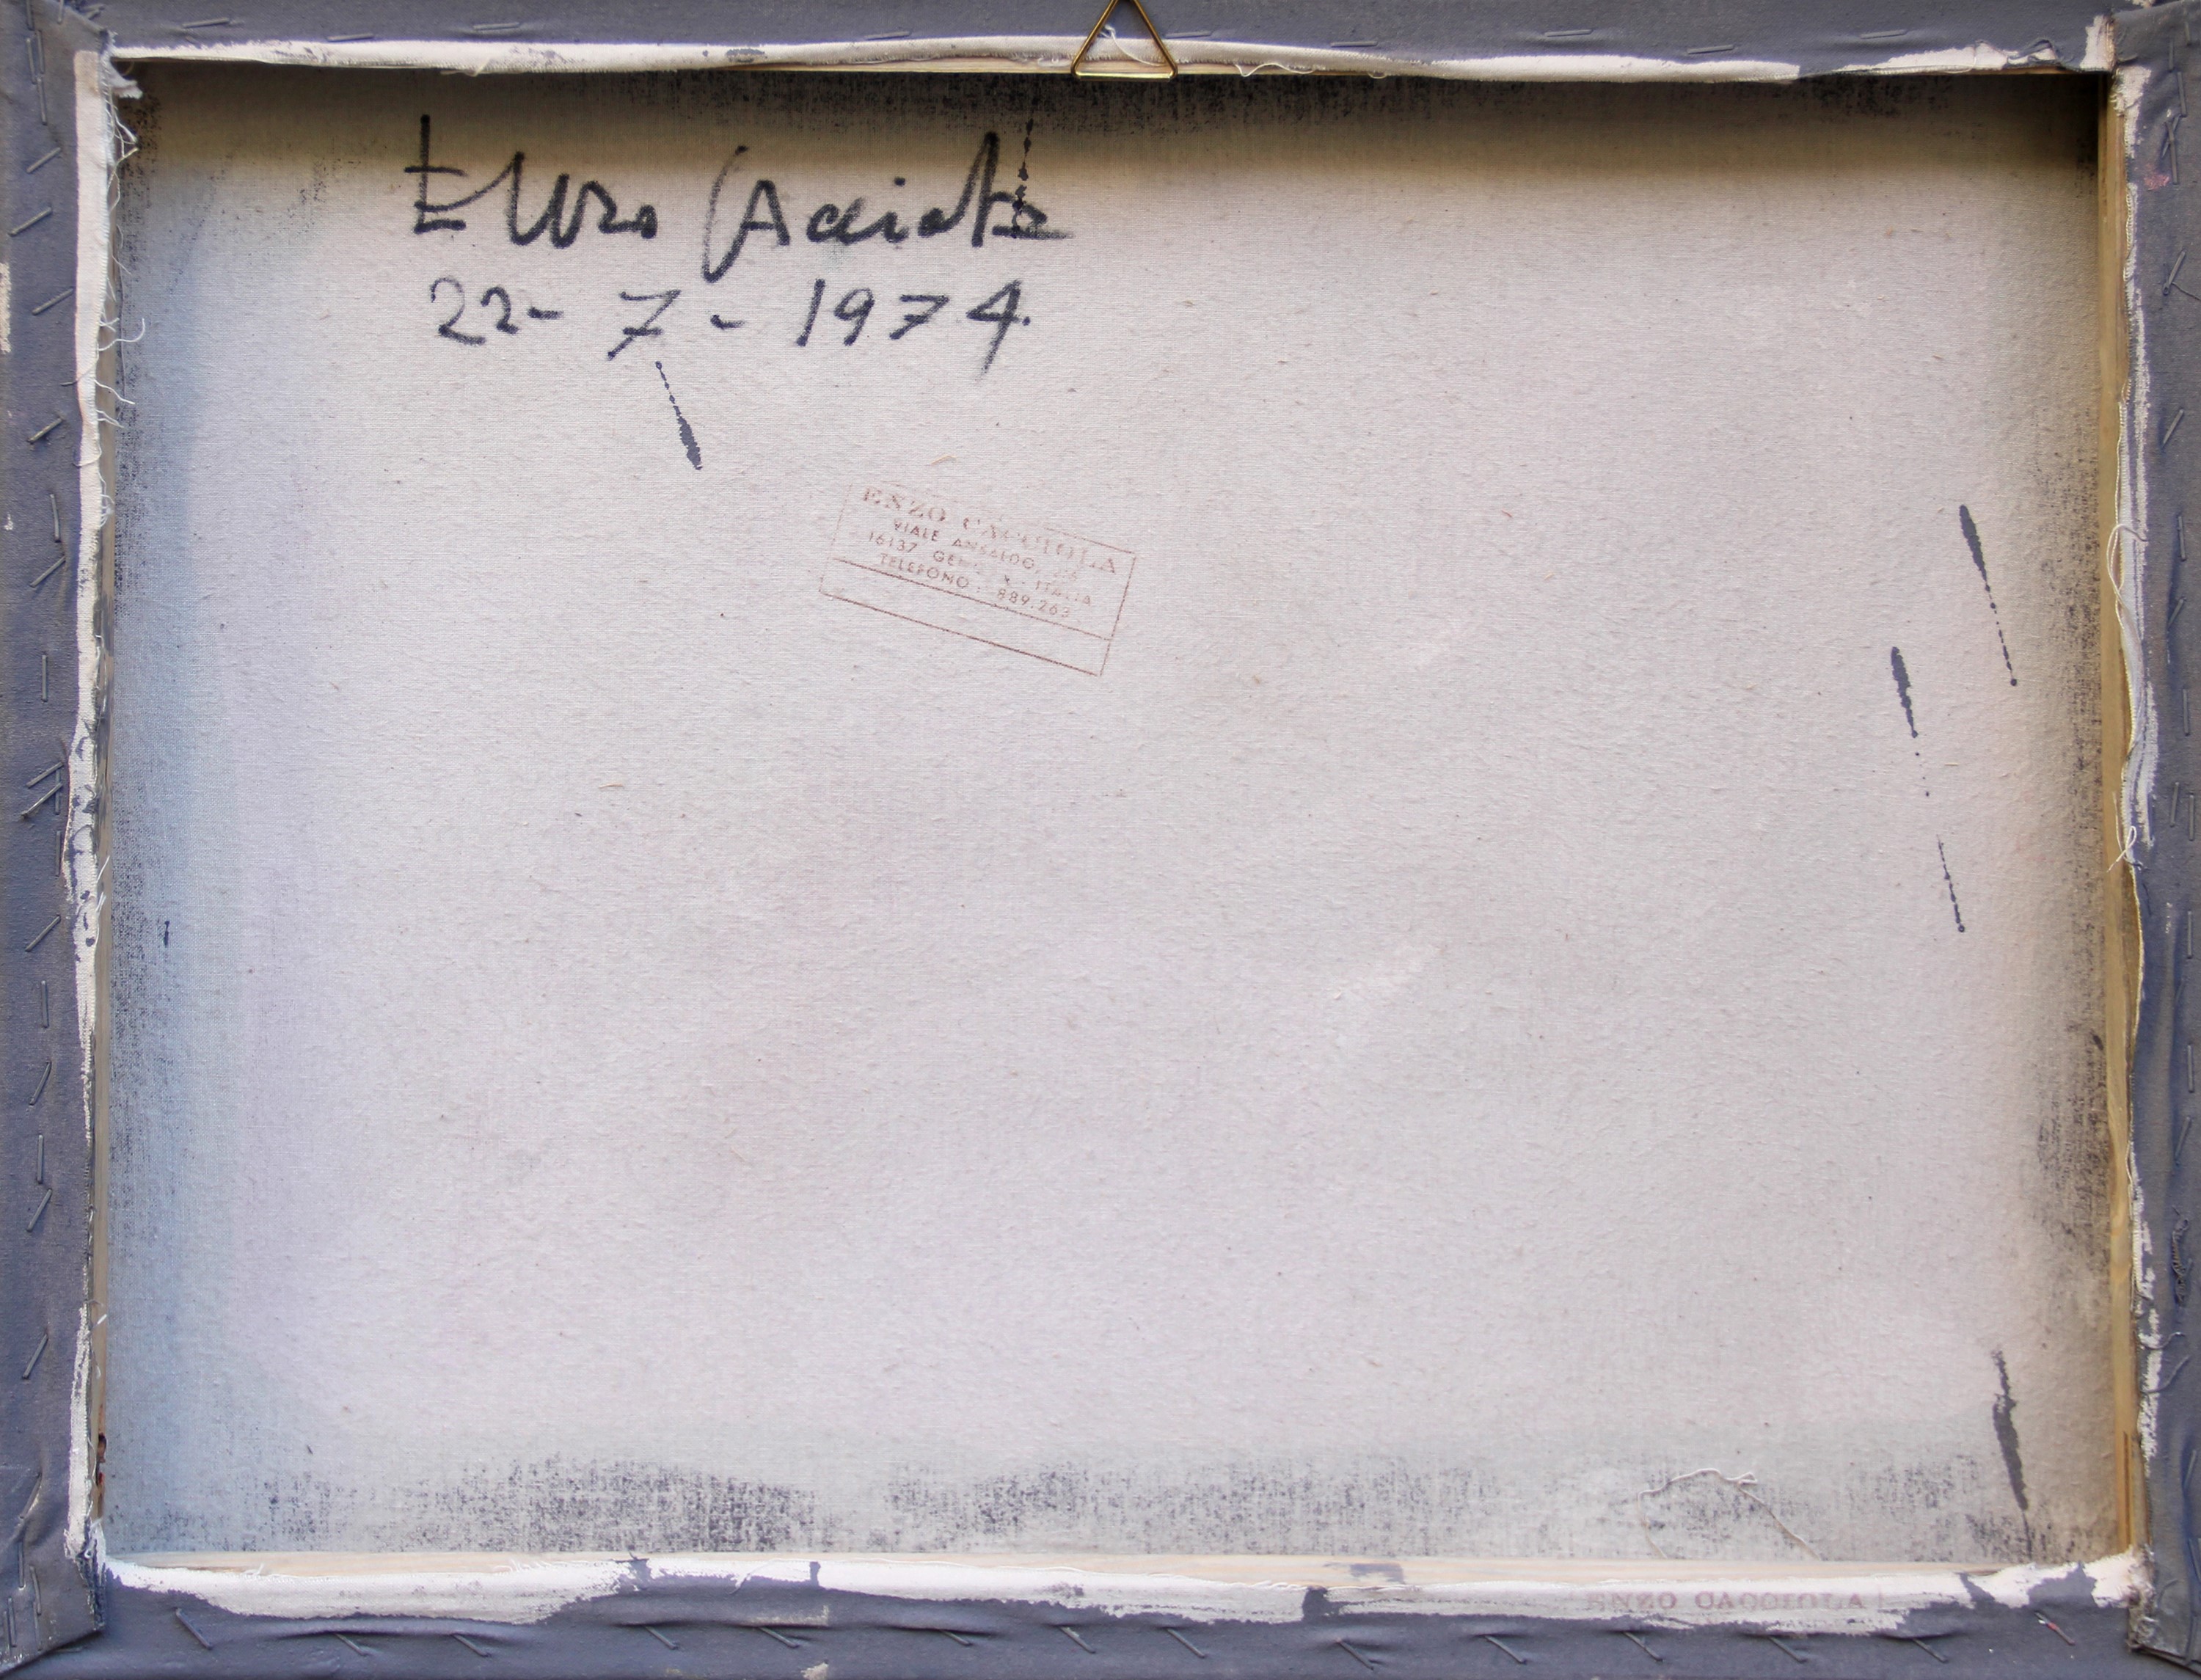 Enzo Cacciola
22-7-1974.
ENZO CACCIOLA
VIALE ANSALDO,
16137 GENOVA - ITALIA
TELEFONO: 889.263
ENZO CACCIOLA